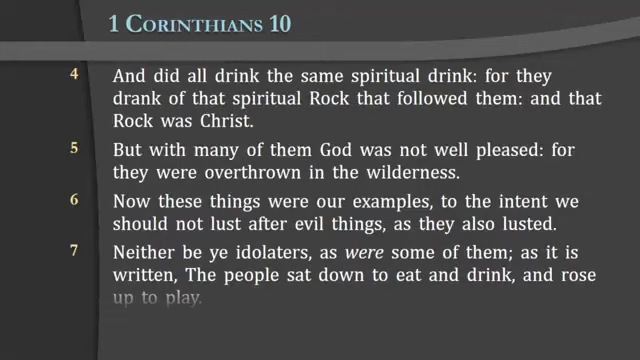 1 Corinthians 10
4 And did all drink the same spiritual drink: for they
drank of that spiritual Rock that followed them: and that
Rock was Christ.
5 But with many of them God was not well pleased: for
they were overthrown in the wilderness.
6 Now these things were our examples, to the intent we
should not lust after evil things, as they also lusted.
7 Neither be ye idolaters, as were some of them; as it is
written, The people sat down to eat and drink, and rose
up to play.